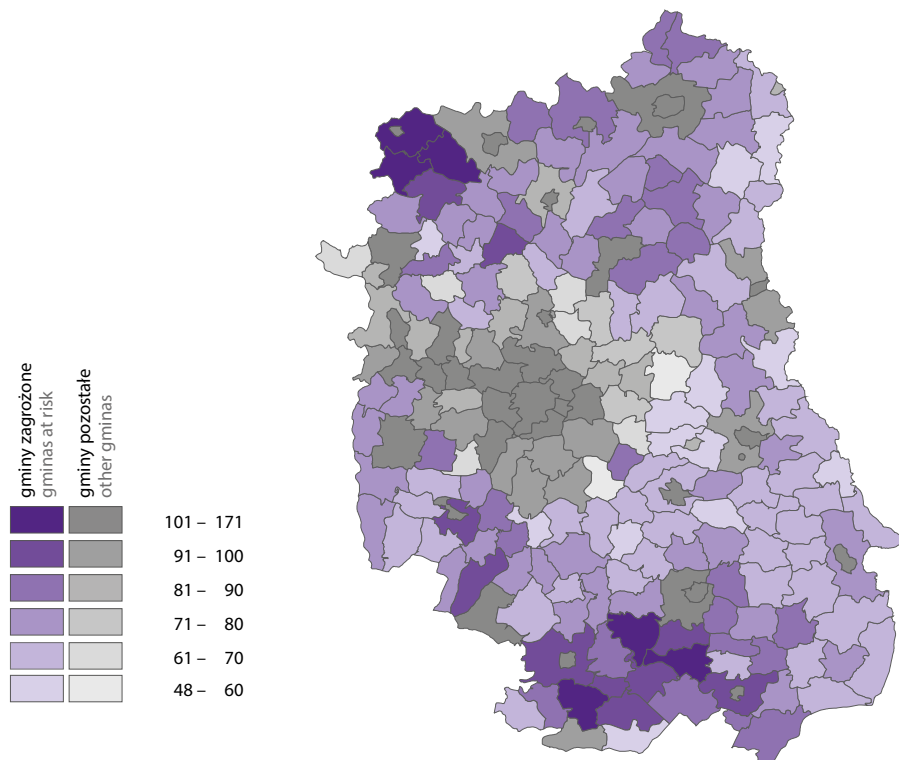 gminy zagrożone
gminas at risk
gminy pozostałe
other gminas
101 – 171
91 – 100
81 – 90
71 – 80
61 – 70
48 – 60